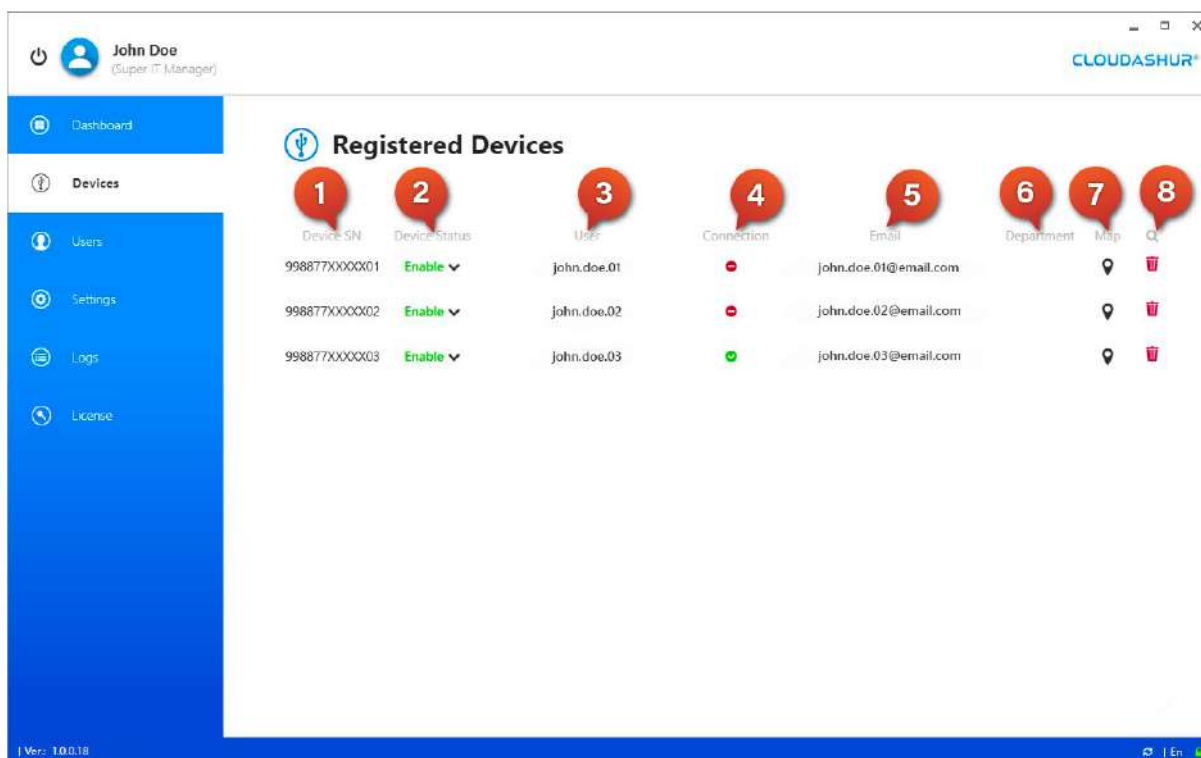 John Doe
(Super IT Manager)
CLOUDASHUR®
Dashboard
Devices
Users
Settings
Logs
License
Registered Devices
1 2 3 4 5 6 7 8
Device SN Device Status User Connection Email Department Map
998877XXXXX01 Enable john.doe.01 john.doe.01@email.com
998877XXXXX02 Enable john.doe.02 john.doe.02@email.com
998877XXXXX03 Enable john.doe.03 john.doe.03@email.com
| Ver.: 1.0.0.18 | En